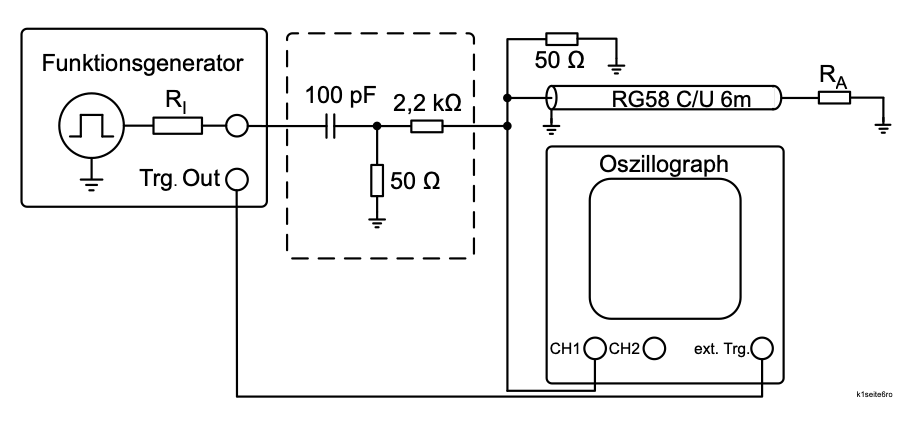 Funktionsgenerator
R_I
Trg. Out
100 pF
2,2 kΩ
50 Ω
50 Ω
RG58 C/U 6m
R_A
Oszillograph
CH1
CH2
ext. Trg.
k1seite6ro